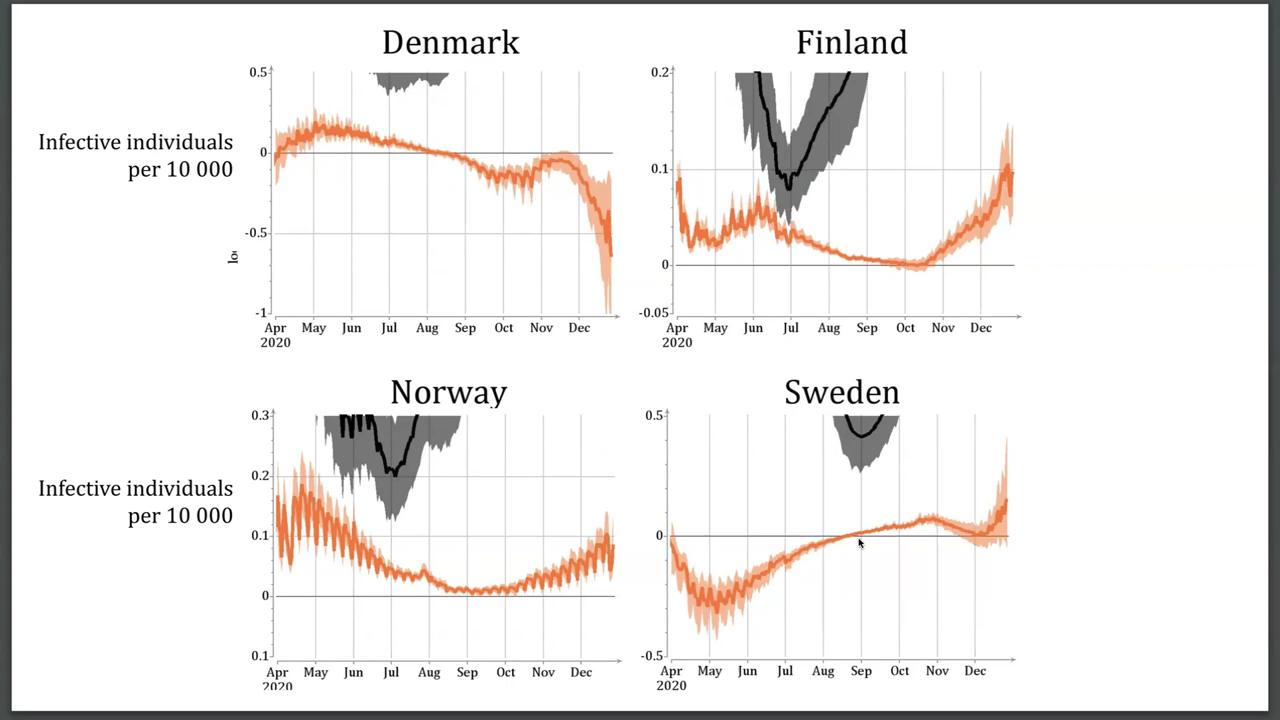 Denmark
Finland
Infective individuals
per 10 000
0.5
0
-0.5
-1
Apr May Jun Jul Aug Sep Oct Nov Dec
2020
0.2
0.1
0
-0.05
Apr May Jun Jul Aug Sep Oct Nov Dec
2020
Norway
Sweden
Infective individuals
per 10 000
0.3
0.2
0.1
0
0.1
Apr May Jun Jul Aug Sep Oct Nov Dec
2020
0.5
0
-0.5
Apr May Jun Jul Aug Sep Oct Nov Dec
2020